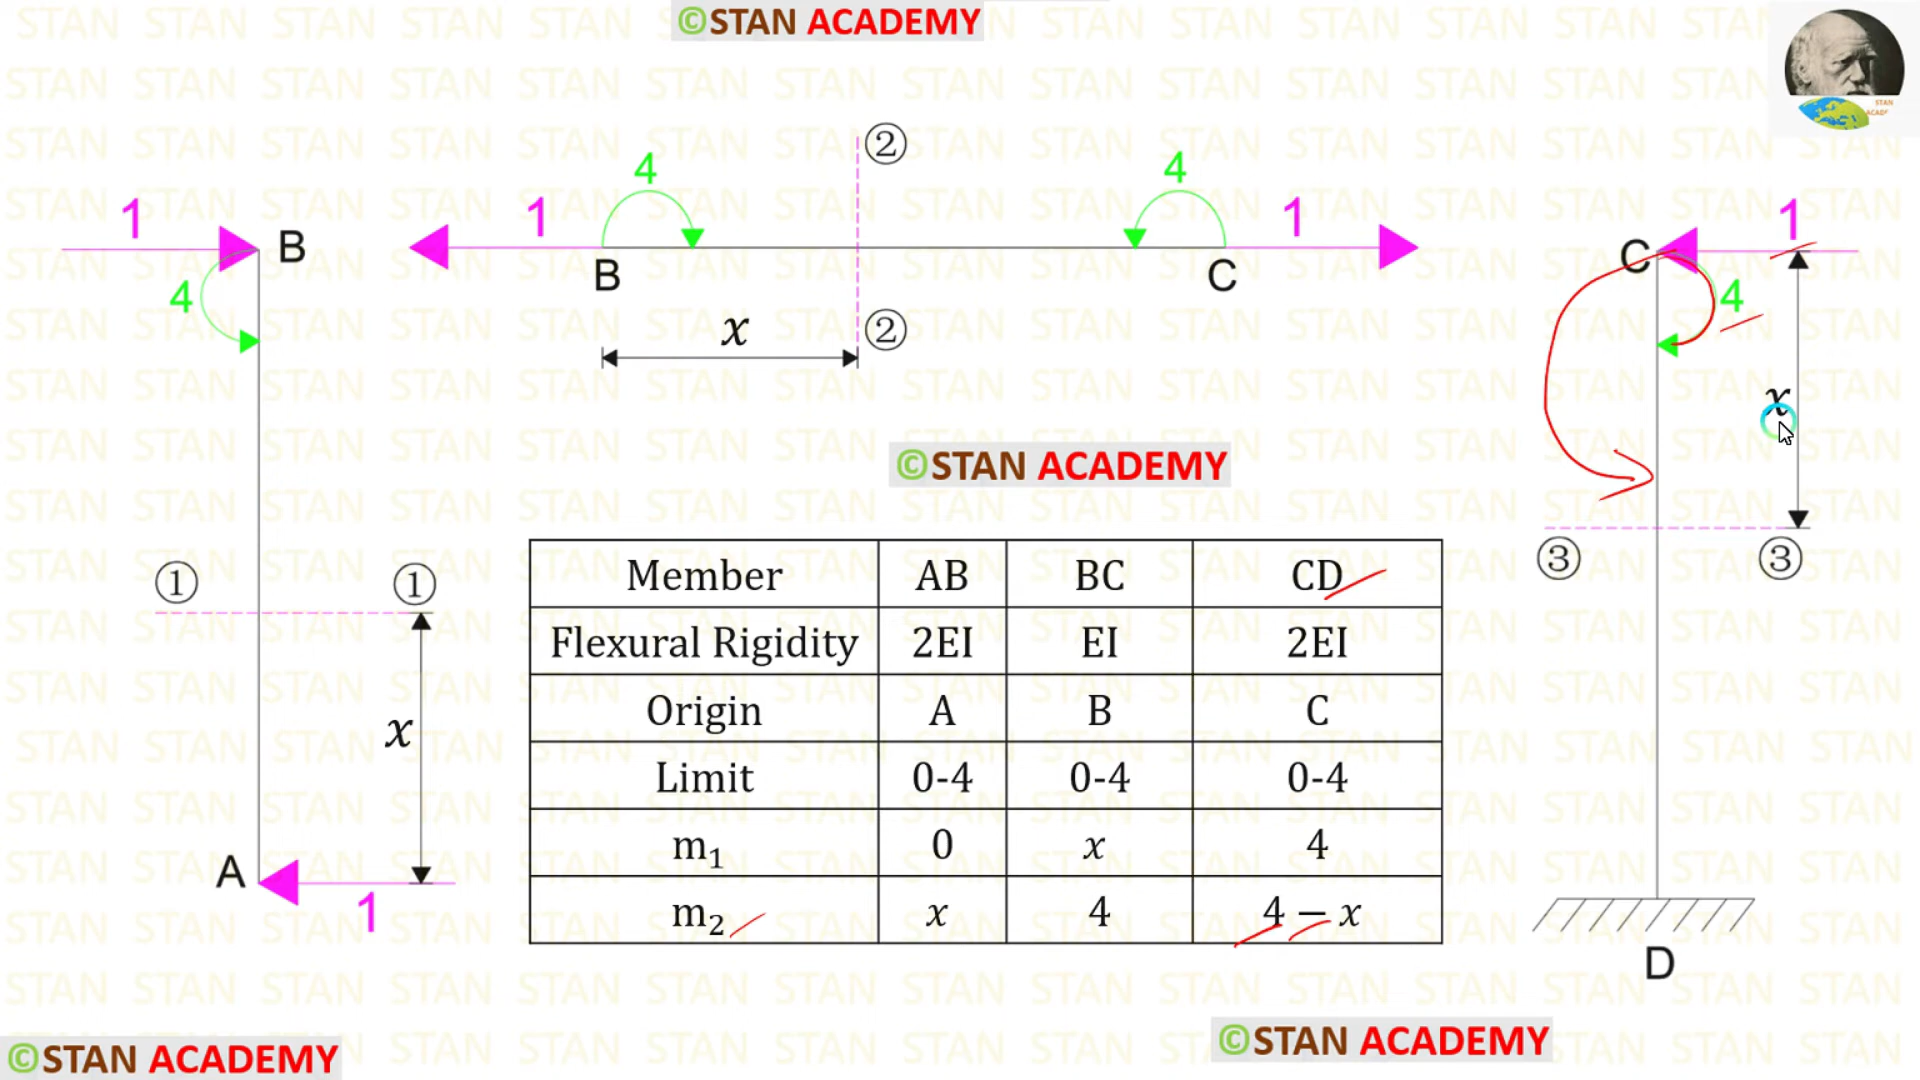 ©STAN ACADEMY
STAN
ACADE
②
4
4
1
1
1
1
B
B
C
C
4
4
x
②
x
©STAN ACADEMY
①
①
③
③
Member AB BC CD
Flexural Rigidity 2EI EI 2EI
Origin A B C
Limit 0-4 0-4 0-4
m₁ 0 x 4
m₂ x 4 4 − x
x
A
1
D
©STAN ACADEMY
©STAN ACADEMY